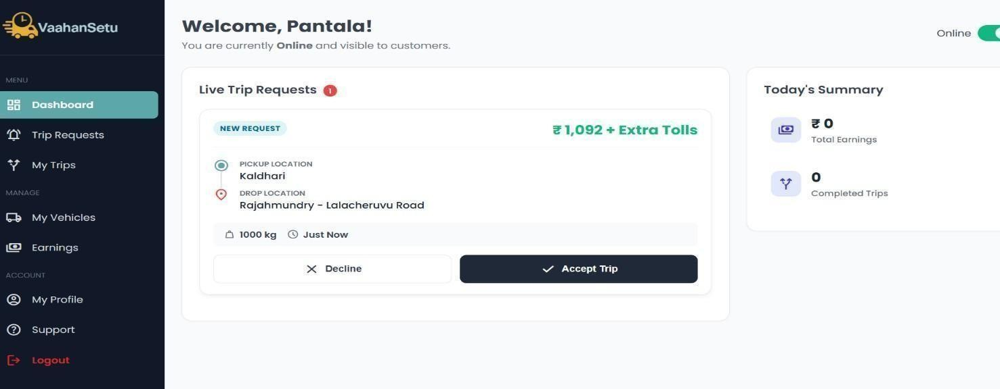 VaahanSetu
MENU
Dashboard
Trip Requests
My Trips
MANAGE
My Vehicles
Earnings
ACCOUNT
My Profile
Support
Logout
Welcome, Pantala!
You are currently Online and visible to customers.
Online
Live Trip Requests 1
NEW REQUEST
₹ 1,092 + Extra Tolls
PICKUP LOCATION
Kaldhari
DROP LOCATION
Rajahmundry - Lalacheruvu Road
1000 kg Just Now
Decline
Accept Trip
Today's Summary
₹ 0
Total Earnings
0
Completed Trips